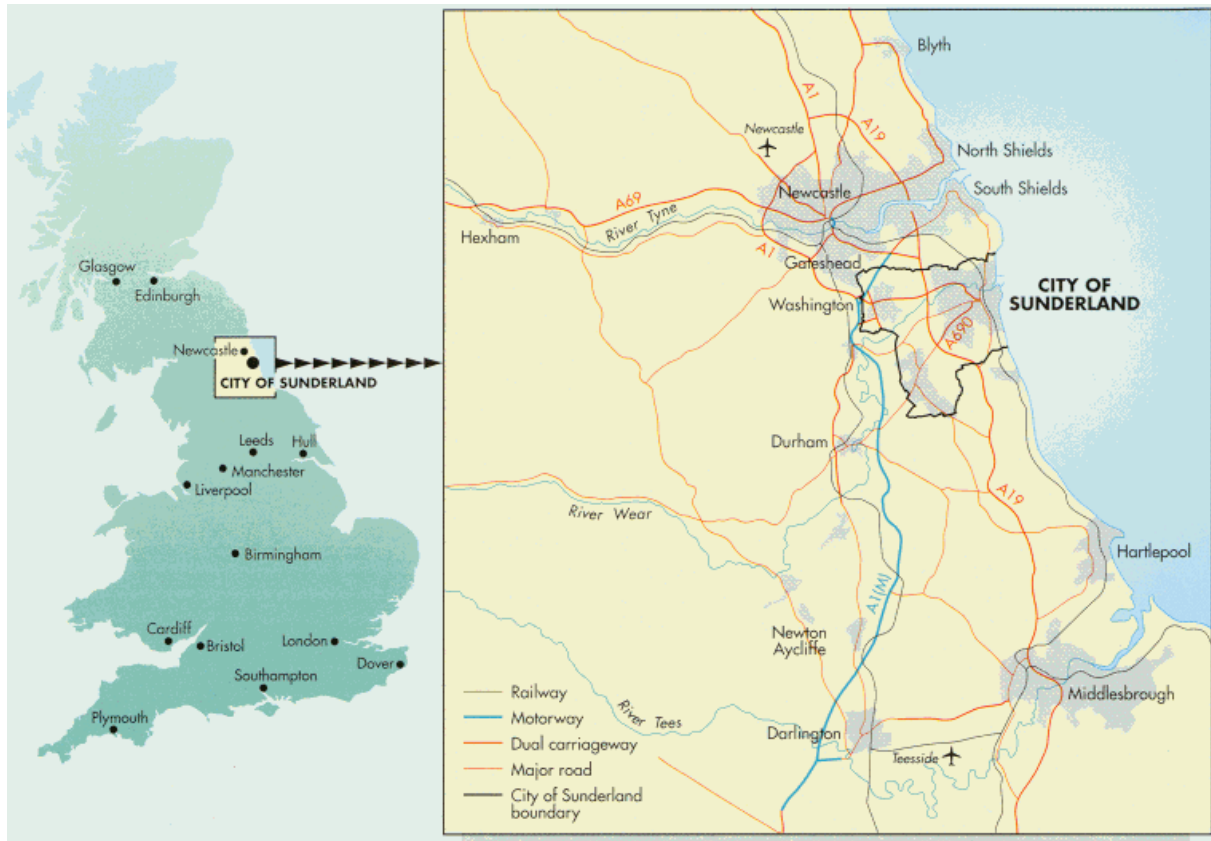 Glasgow
Edinburgh
Newcastle
CITY OF SUNDERLAND
Leeds
Hull
Manchester
Liverpool
Birmingham
Cardiff
Bristol
London
Dover
Southampton
Plymouth
Blyth
A1
A19
Newcastle
North Shields
Newcastle
South Shields
A69
River Tyne
Hexham
A1
Gateshead
Washington
CITY OF
SUNDERLAND
A690
Durham
A19
River Wear
Hartlepool
A1(M)
Newton
Aycliffe
Middlesbrough
River Tees
Darlington
Teesside
Railway
Motorway
Dual carriageway
Major road
City of Sunderland
boundary